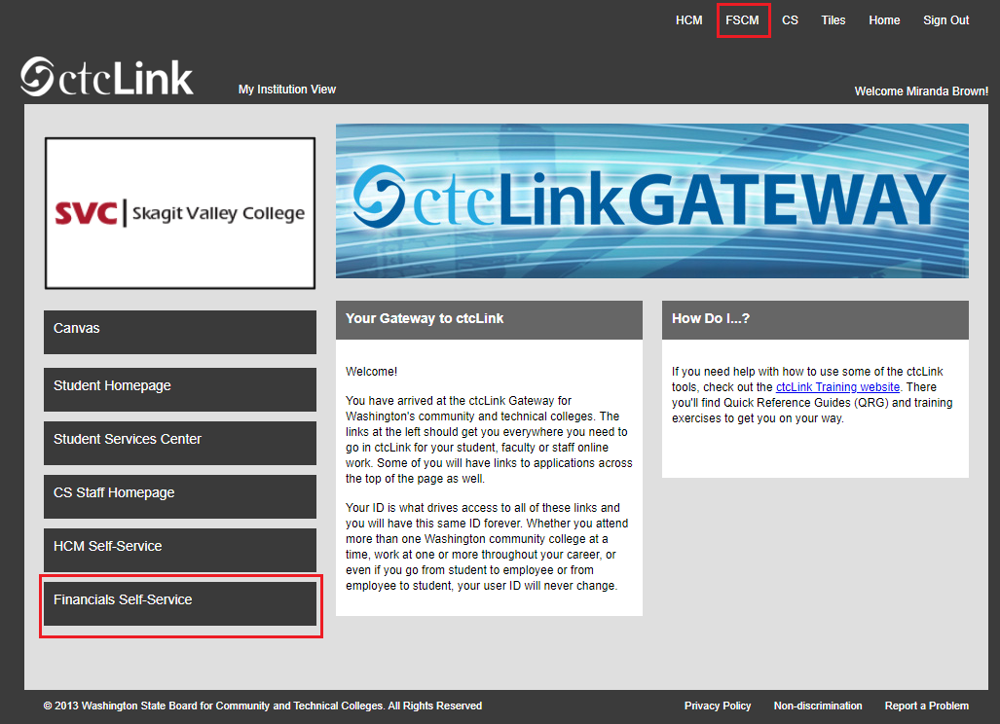 HCM FSCM CS Tiles Home Sign Out
ctcLink
My Institution View
Welcome Miranda Brown!
SVC | Skagit Valley College
ctcLinkGATEWAY
Canvas
Student Homepage
Student Services Center
CS Staff Homepage
HCM Self-Service
Financials Self-Service
Your Gateway to ctcLink
Welcome!
You have arrived at the ctcLink Gateway for
Washington's community and technical colleges. The
links at the left should get you everywhere you need to
go in ctcLink for your student, faculty or staff online
work. Some of you will have links to applications across
the top of the page as well.
Your ID is what drives access to all of these links and
you will have this same ID forever. Whether you attend
more than one Washington community college at a
time, work at one or more throughout your career, or
even if you go from student to employee or from
employee to student, your user ID will never change.
How Do I...?
If you need help with how to use some of the ctcLink
tools, check out the ctcLink Training website. There
you'll find Quick Reference Guides (QRG) and training
exercises to get you on your way.
© 2013 Washington State Board for Community and Technical Colleges. All Rights Reserved
Privacy Policy Non-discrimination Report a Problem